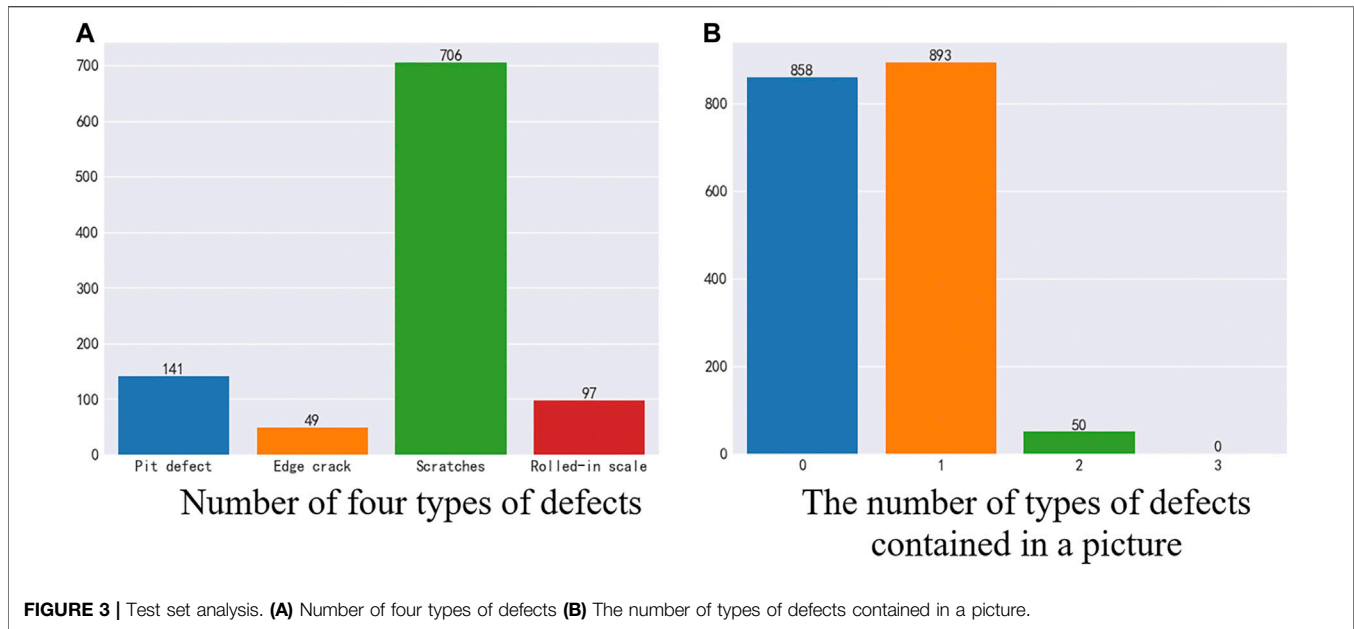 A
700
600
500
400
300
200
100
0
141
49
706
97
Pit defect Edge crack Scratches Rolled-in scale
Number of four types of defects
B
800
600
400
200
0
858
893
50
0
0 1 2 3
The number of types of defects
contained in a picture
FIGURE 3 | Test set analysis. (A) Number of four types of defects (B) The number of types of defects contained in a picture.